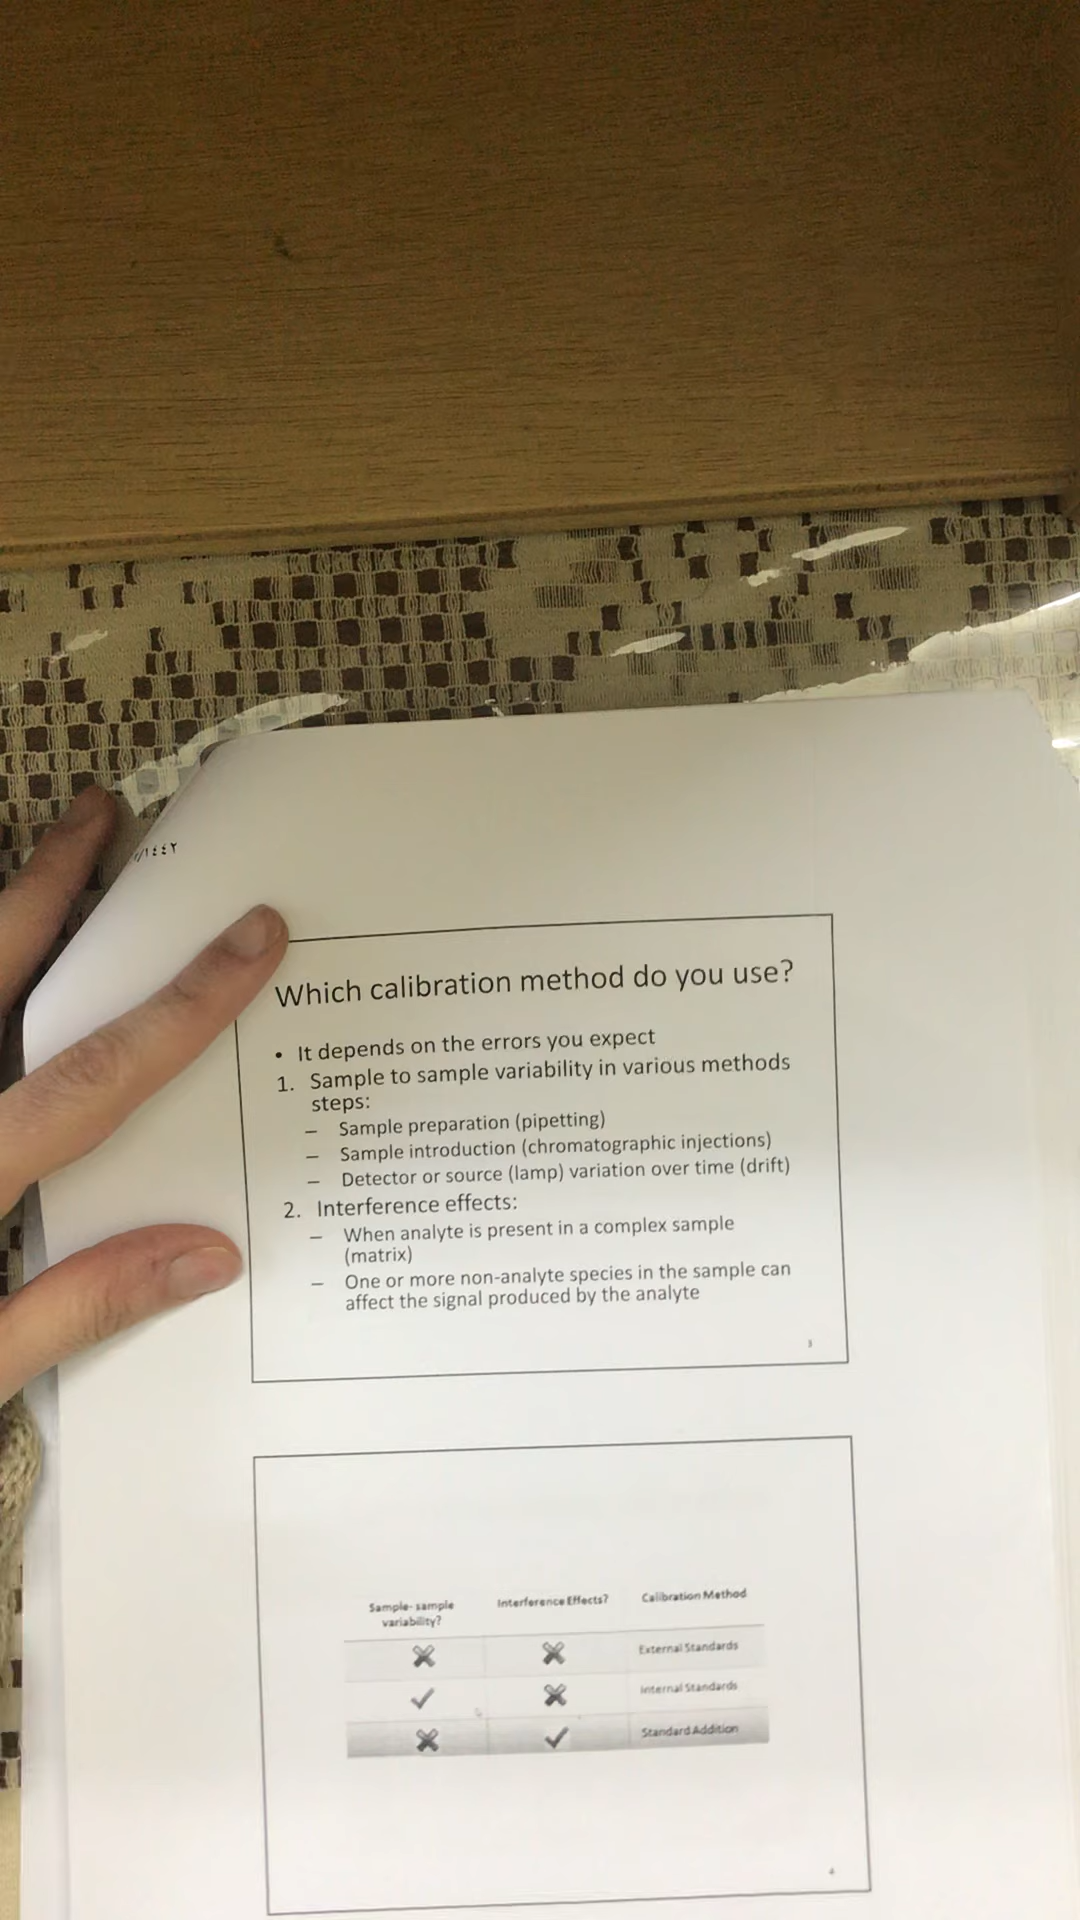 /١٤٤٢
Which calibration method do you use?
• It depends on the errors you expect
1. Sample to sample variability in various methods
steps:
– Sample preparation (pipetting)
– Sample introduction (chromatographic injections)
– Detector or source (lamp) variation over time (drift)
2. Interference effects:
– When analyte is present in a complex sample
(matrix)
– One or more non-analyte species in the sample can
affect the signal produced by the analyte
3
Sample- sample
variability?
Interference Effects?
Calibration Method
External Standards
Internal Standards
Standard Addition
4